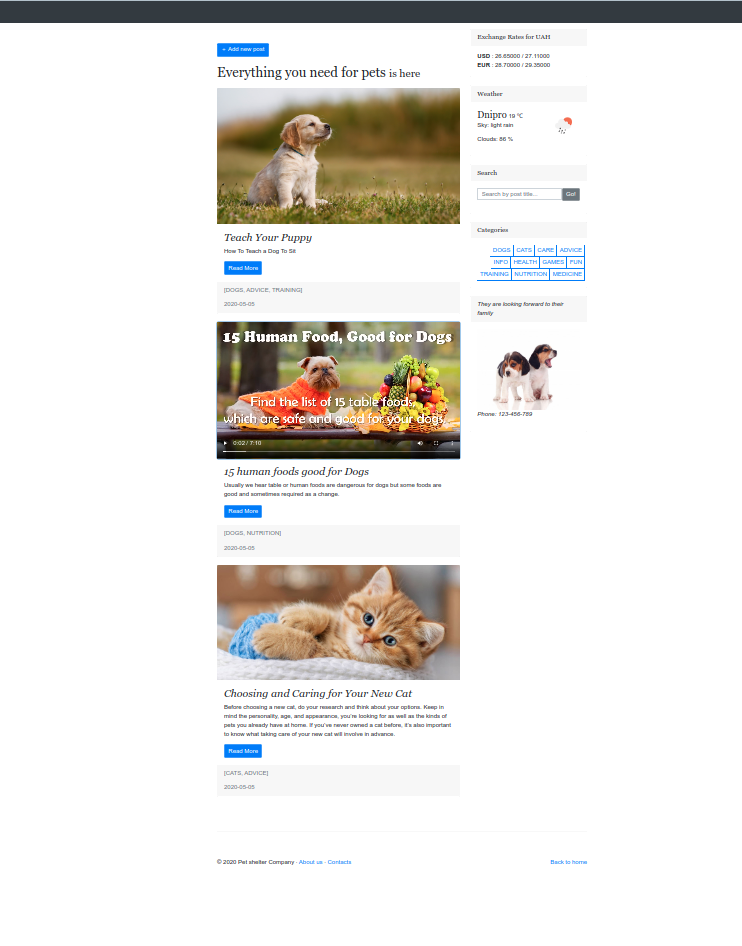 + Add new post
Everything you need for pets is here
Teach Your Puppy
How To Teach a Dog To Sit
Read More
[DOGS, ADVICE, TRAINING]
2020-05-05
15 Human Food, Good for Dogs
Find the list of 15 table foods,
which are safe and good for your dogs.
0:02 / 7:10
15 human foods good for Dogs
Usually we hear table or human foods are dangerous for dogs but some foods are
good and sometimes required as a change.
Read More
[DOGS, NUTRITION]
2020-05-05
Choosing and Caring for Your New Cat
Before choosing a new cat, do your research and think about your options. Keep in
mind the personality, age, and appearance, you're looking for as well as the kinds of
pets you already have at home. If you've never owned a cat before, it's also important
to know what taking care of your new cat will involve in advance.
Read More
[CATS, ADVICE]
2020-05-05
Exchange Rates for UAH
USD : 26.65000 / 27.11000
EUR : 28.70000 / 29.35000
Weather
Dnipro 19 °C
Sky: light rain
Clouds: 86 %
Search
Search by post title...
Go!
Categories
DOGS CATS CARE ADVICE
INFO HEALTH GAMES FUN
TRAINING NUTRITION MEDICINE
They are looking forward to their
family
Phone: 123-456-789
© 2020 Pet shelter Company · About us · Contacts
Back to home